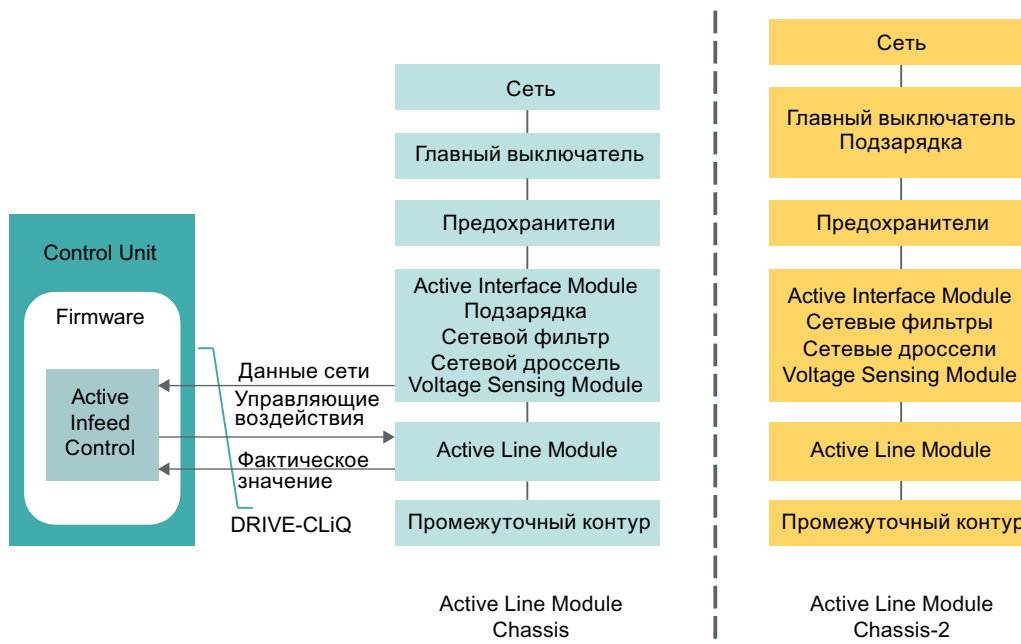 Control Unit
Firmware
Active
Infeed
Control
Данные сети
Управляющие
воздействия
Фактическое
значение
DRIVE-CLiQ
Сеть
Главный выключатель
Предохранители
Active Interface Module
Подзарядка
Сетевой фильтр
Сетевой дроссель
Voltage Sensing Module
Active Line Module
Промежуточный контур
Active Line Module
Chassis
Сеть
Главный выключатель
Подзарядка
Предохранители
Active Interface Module
Сетевые фильтры
Сетевые дроссели
Voltage Sensing Module
Active Line Module
Промежуточный контур
Active Line Module
Chassis-2